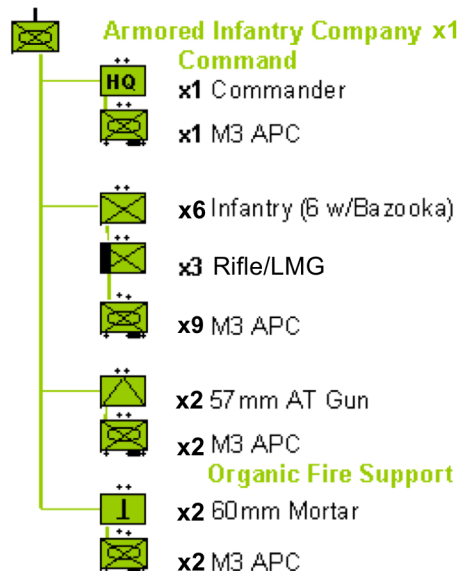 Armored Infantry Company x1
Command
HQ
x1 Commander
x1 M3 APC
x6 Infantry (6 w/Bazooka)
x3 Rifle/LMG
x9 M3 APC
x2 57mm AT Gun
x2 M3 APC
Organic Fire Support
x2 60mm Mortar
x2 M3 APC